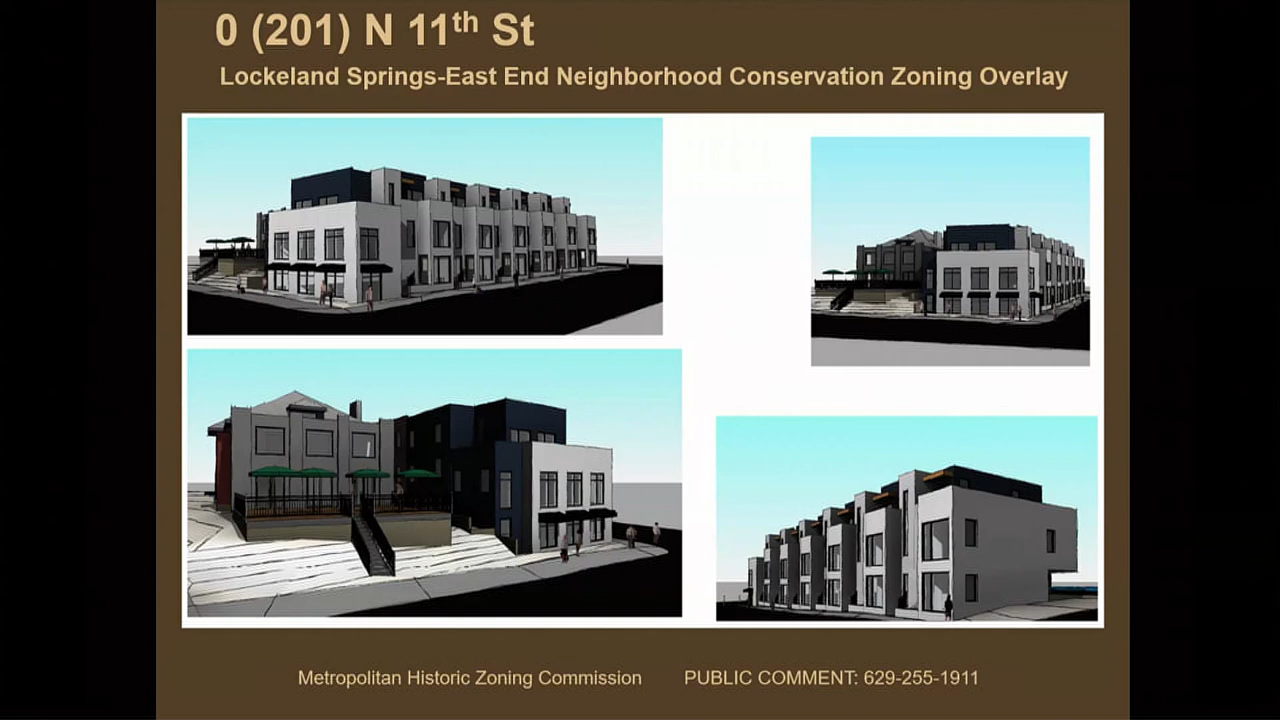 0 (201) N 11th St
Lockeland Springs-East End Neighborhood Conservation Zoning Overlay
Metropolitan Historic Zoning Commission PUBLIC COMMENT: 629-255-1911